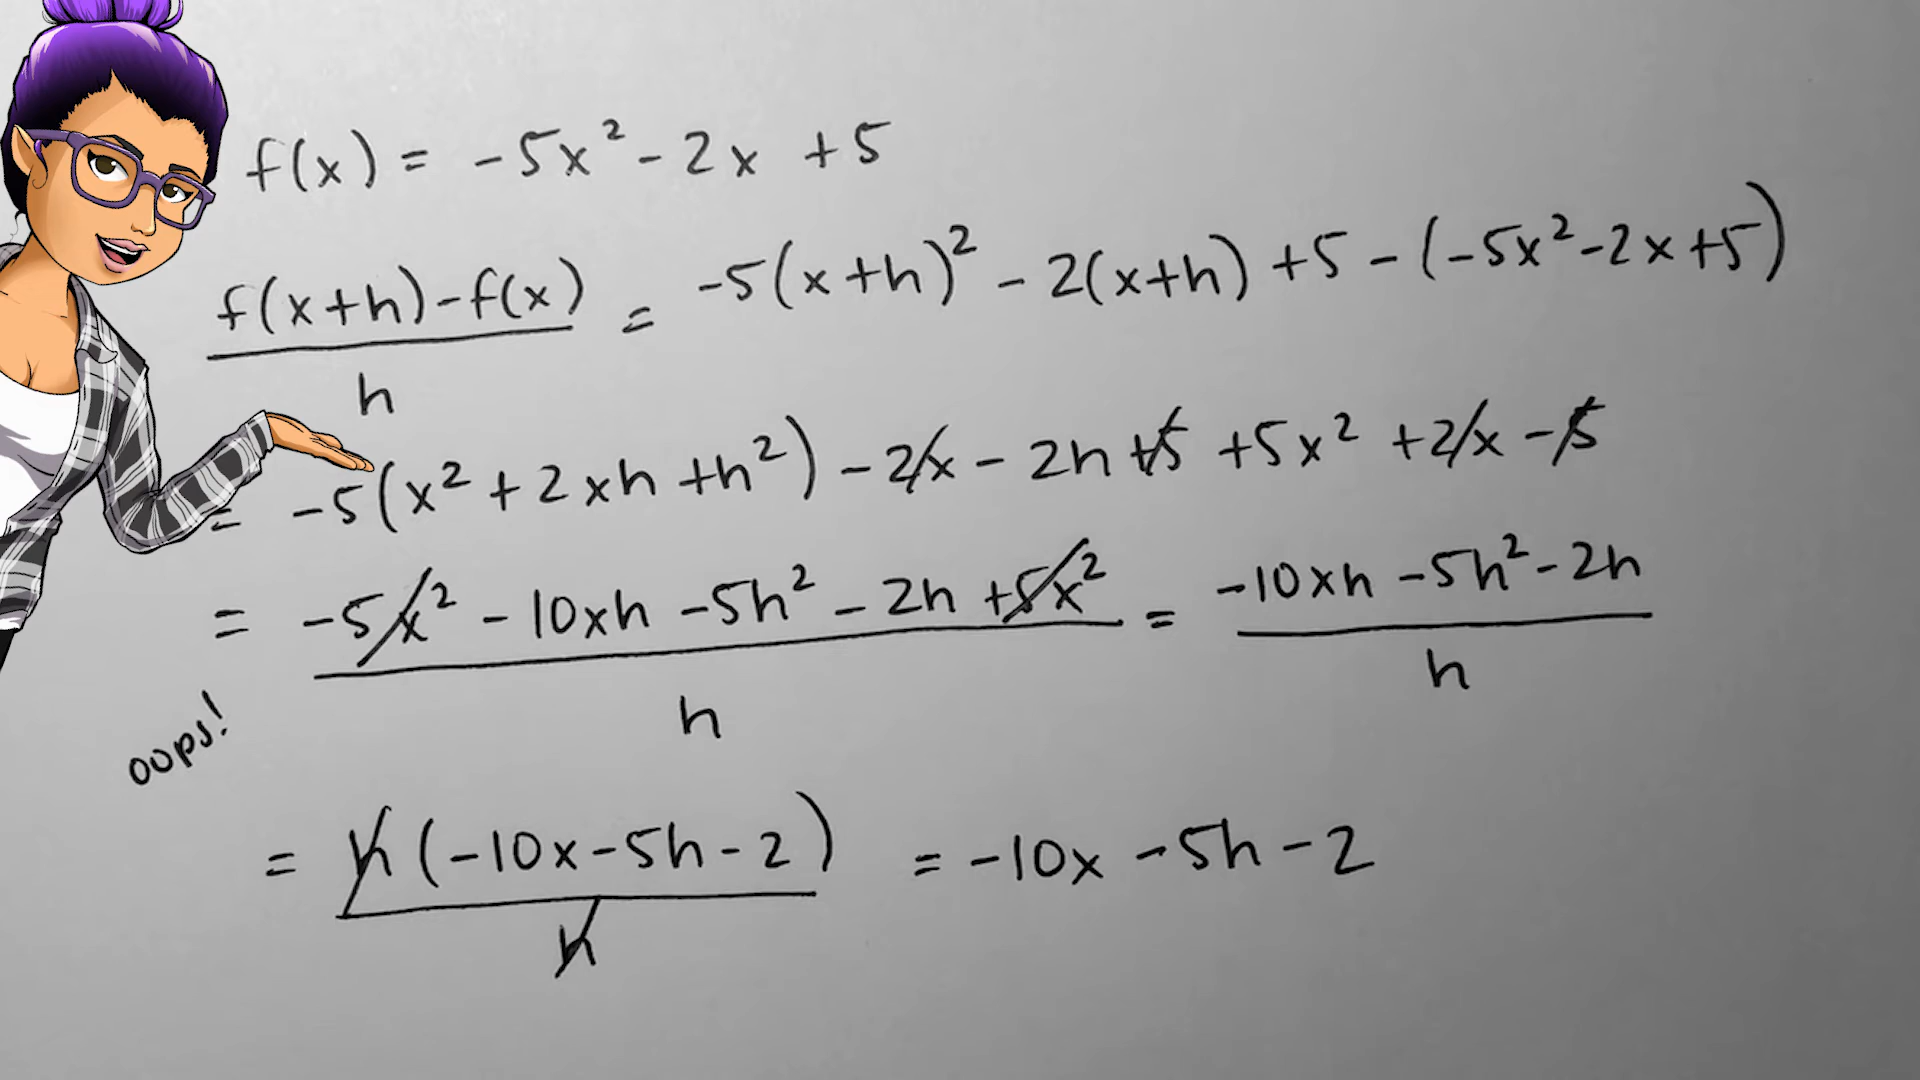 f(x) = -5x² - 2x + 5
f(x+h) - f(x) / h = -5(x+h)² - 2(x+h) + 5 - (-5x² - 2x + 5)
= -5(x² + 2xh + h²) - 2x - 2h + 5 + 5x² + 2x - 5
= -5x² - 10xh - 5h² - 2h + 5x² / h = -10xh - 5h² - 2h / h
oops!
= h(-10x - 5h - 2) / h = -10x - 5h - 2